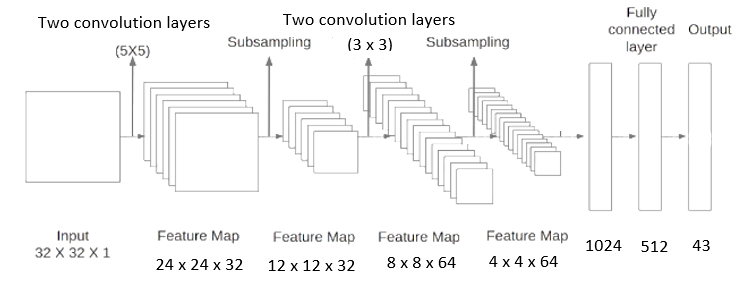 Two convolution layers
(5X5)
Subsampling
Two convolution layers
(3 x 3)
Subsampling
Fully
connected
layer
Output
Input
32 X 32 X 1
Feature Map
24 x 24 x 32
Feature Map
12 x 12 x 32
Feature Map
8 x 8 x 64
Feature Map
4 x 4 x 64
1024
512
43